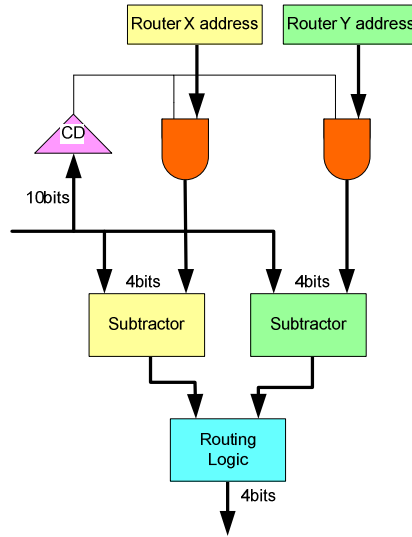 Router X address
Router Y address
CD
10bits
4bits
4bits
Subtractor
Subtractor
Routing
Logic
4bits